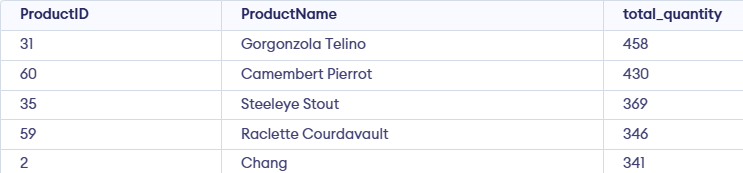 ProductID ProductName total_quantity
31 Gorgonzola Telino 458
60 Camembert Pierrot 430
35 Steeleye Stout 369
59 Raclette Courdavault 346
2 Chang 341